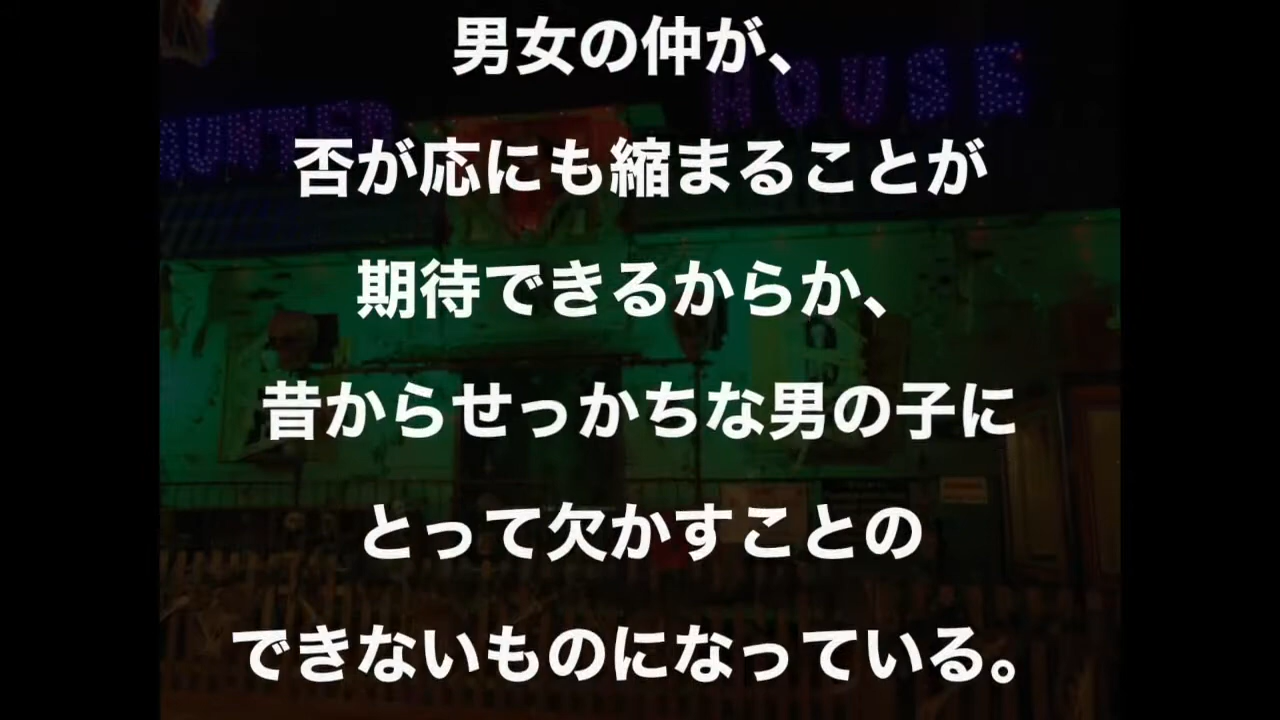 男女の仲が、
HOUSE
HUNTED
否が応にも縮まることが
期待できるからか、
昔からせっかちな男の子に
とって欠かすことの
できないものになっている。